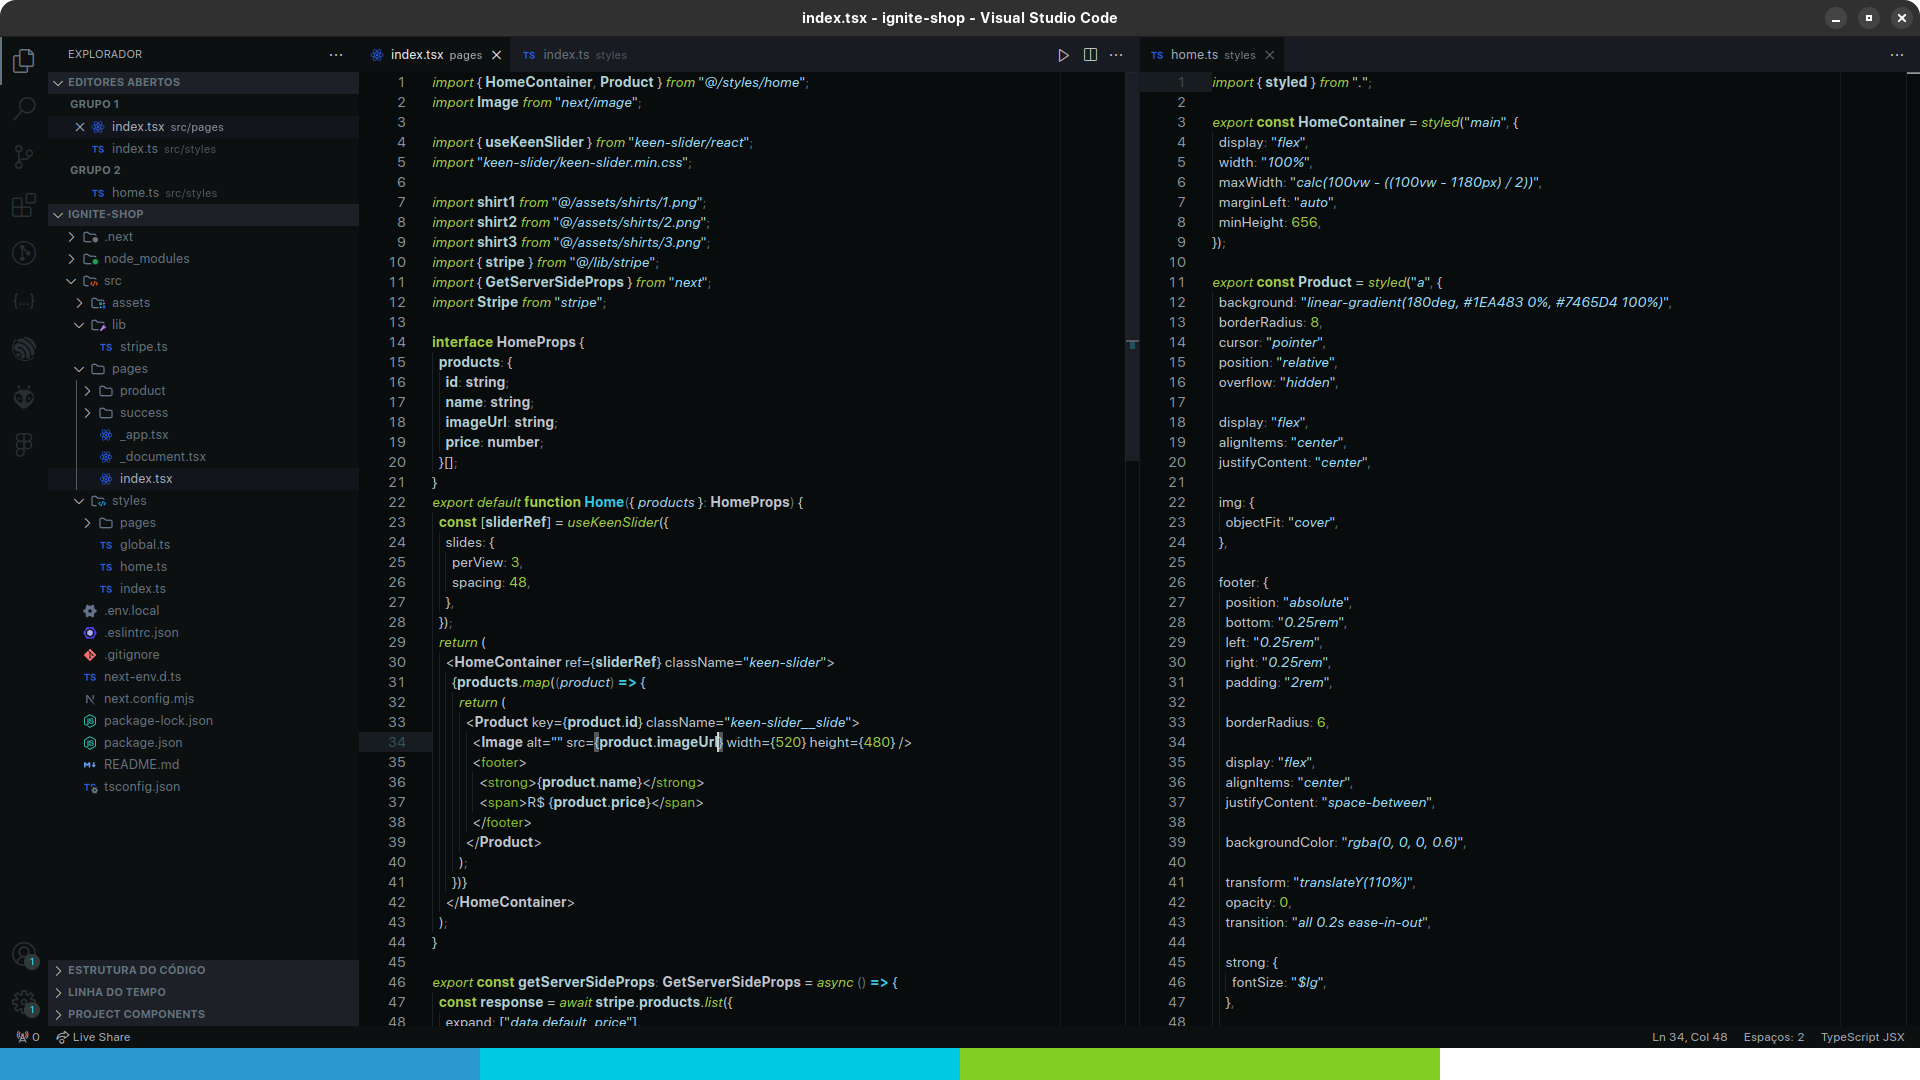 index.tsx - ignite-shop - Visual Studio Code
EXPLORADOR
EDITORES ABERTOS
GRUPO 1
index.tsx src/pages
index.ts src/styles
GRUPO 2
TS home.ts src/styles
IGNITE-SHOP
.next
node_modules
src
assets
lib
TS stripe.ts
pages
product
success
_app.tsx
_document.tsx
index.tsx
styles
pages
TS global.ts
TS home.ts
TS index.ts
.env.local
.eslintrc.json
.gitignore
TS next-env.d.ts
next.config.mjs
package-lock.json
package.json
README.md
tsconfig.json
ESTRUTURA DO CÓDIGO
LINHA DO TEMPO
PROJECT COMPONENTS
index.tsx pages
TS index.ts styles
1 import { HomeContainer, Product } from "@/styles/home";
2 import Image from "next/image";
3
4 import { useKeenSlider } from "keen-slider/react";
5 import "keen-slider/keen-slider.min.css";
6
7 import shirt1 from "@/assets/shirts/1.png";
8 import shirt2 from "@/assets/shirts/2.png";
9 import shirt3 from "@/assets/shirts/3.png";
10 import { stripe } from "@/lib/stripe";
11 import { GetServerSideProps } from "next";
12 import Stripe from "stripe";
13
14 interface HomeProps {
15 products: {
16 id: string;
17 name: string;
18 imageUrl: string;
19 price: number;
20 }[];
21 }
22 export default function Home({ products }: HomeProps) {
23 const [sliderRef] = useKeenSlider({
24 slides: {
25 perView: 3,
26 spacing: 48,
27 },
28 });
29 return (
30 <HomeContainer ref={sliderRef} className="keen-slider">
31 {products.map((product) => {
32 return (
33 <Product key={product.id} className="keen-slider__slide">
34 <Image alt="" src={product.imageUrl} width={520} height={480} />
35 <footer>
36 <strong>{product.name}</strong>
37 <span>R$ {product.price}</span>
38 </footer>
39 </Product>
40 );
41 })}
42 </HomeContainer>
43 );
44 }
45
46 export const getServerSideProps: GetServerSideProps = async () => {
47 const response = await stripe.products.list({
48 expand: ["data.default_price"],
TS home.ts styles
1 import { styled } from ".";
2
3 export const HomeContainer = styled("main", {
4 display: "flex",
5 width: "100%",
6 maxWidth: "calc(100vw - ((100vw - 1180px) / 2))",
7 marginLeft: "auto",
8 minHeight: 656,
9 });
10
11 export const Product = styled("a", {
12 background: "linear-gradient(180deg, #1EA483 0%, #7465D4 100%)",
13 borderRadius: 8,
14 cursor: "pointer",
15 position: "relative",
16 overflow: "hidden",
17
18 display: "flex",
19 alignItems: "center",
20 justifyContent: "center",
21
22 img: {
23 objectFit: "cover",
24 },
25
26 footer: {
27 position: "absolute",
28 bottom: "0.25rem",
29 left: "0.25rem",
30 right: "0.25rem",
31 padding: "2rem",
32
33 borderRadius: 6,
34
35 display: "flex",
36 alignItems: "center",
37 justifyContent: "space-between",
38
39 backgroundColor: "rgba(0, 0, 0, 0.6)",
40
41 transform: "translateY(110%)",
42 opacity: 0,
43 transition: "all 0.2s ease-in-out",
44
45 strong: {
46 fontSize: "$lg",
47 },
48
1
1
0 Live Share
Ln 34, Col 48 Espaços: 2 TypeScript JSX